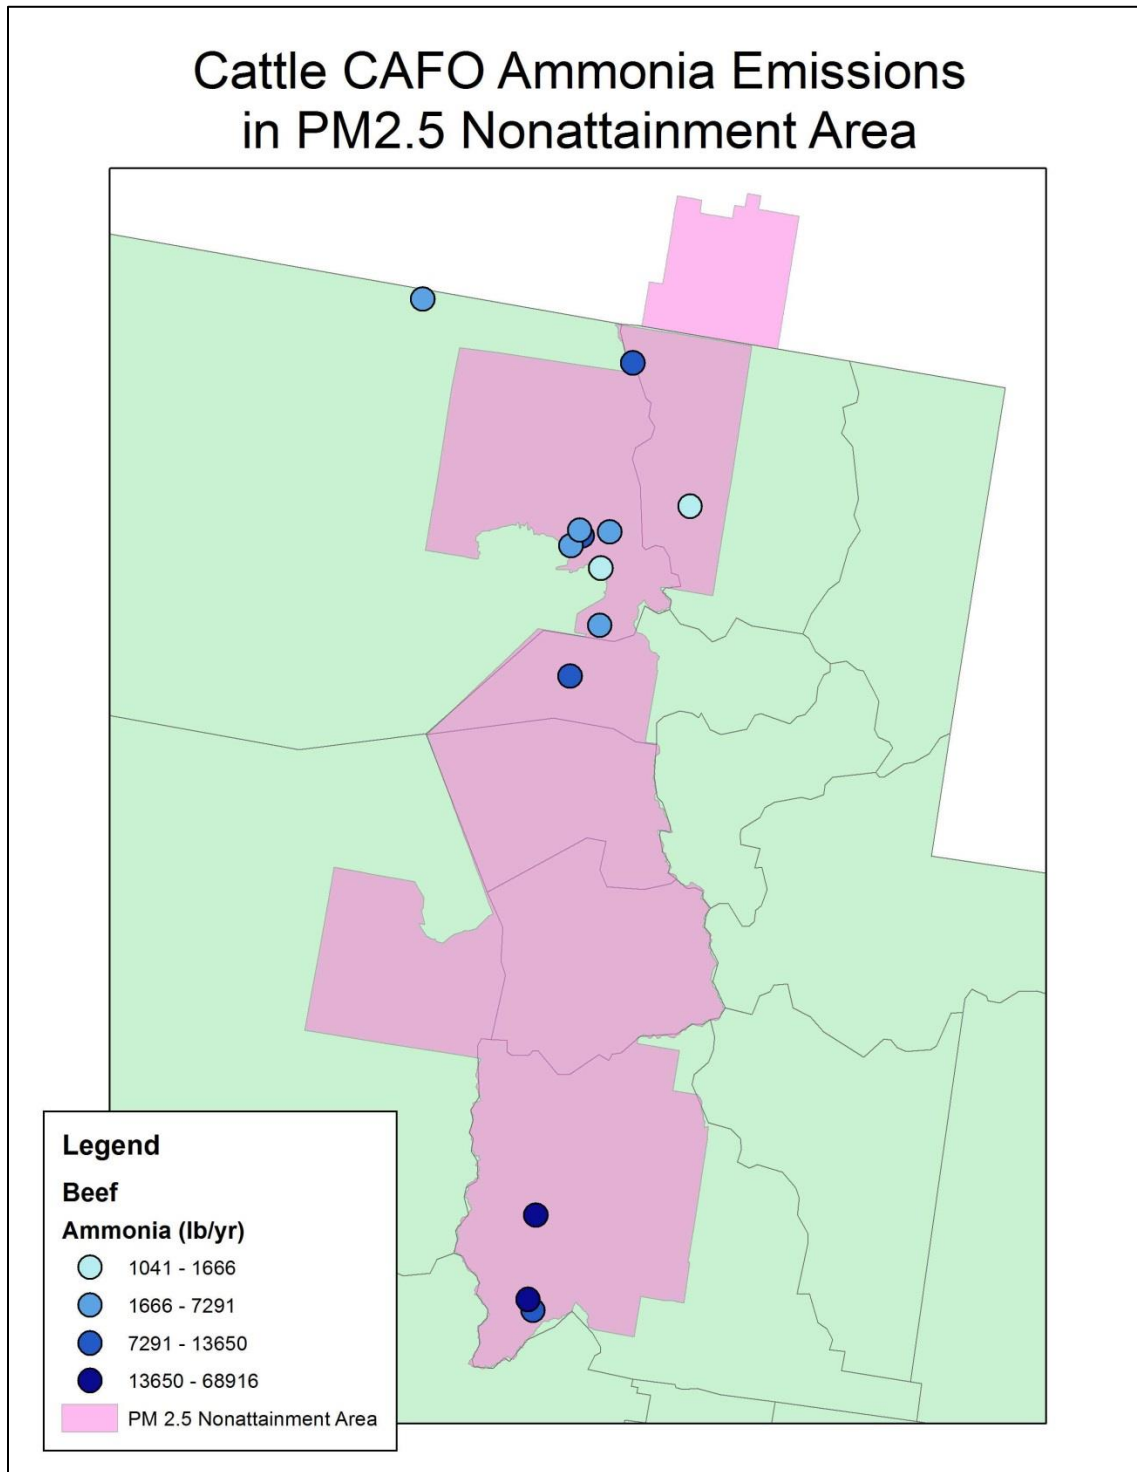 Cattle CAFO Ammonia Emissions
in PM2.5 Nonattainment Area
Legend
Beef
Ammonia (lb/yr)
1041 - 1666
1666 - 7291
7291 - 13650
13650 - 68916
PM 2.5 Nonattainment Area